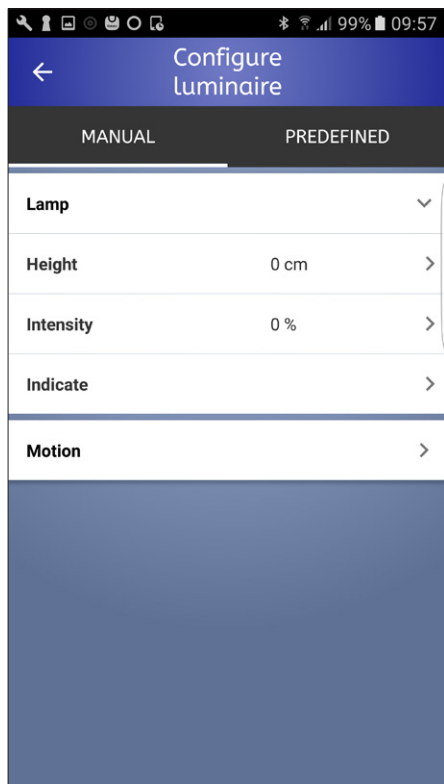 99% 09:57
Configure
luminaire
MANUAL PREDEFINED
Lamp
Height 0 cm
Intensity 0 %
Indicate
Motion